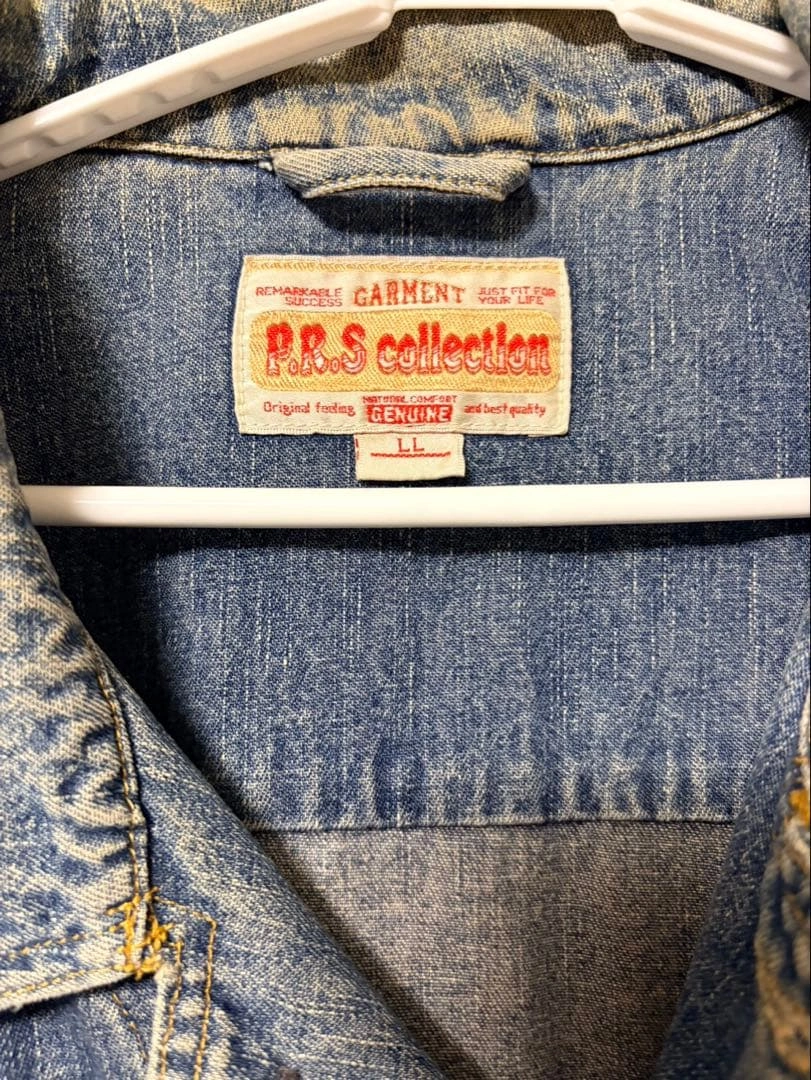 REMARKABLE SUCCESS
GARMENT
JUST FIT FOR YOUR LIFE
P.R.S collection
Original feeling
NATURAL COMFORT
GENUINE
and best quality
LL